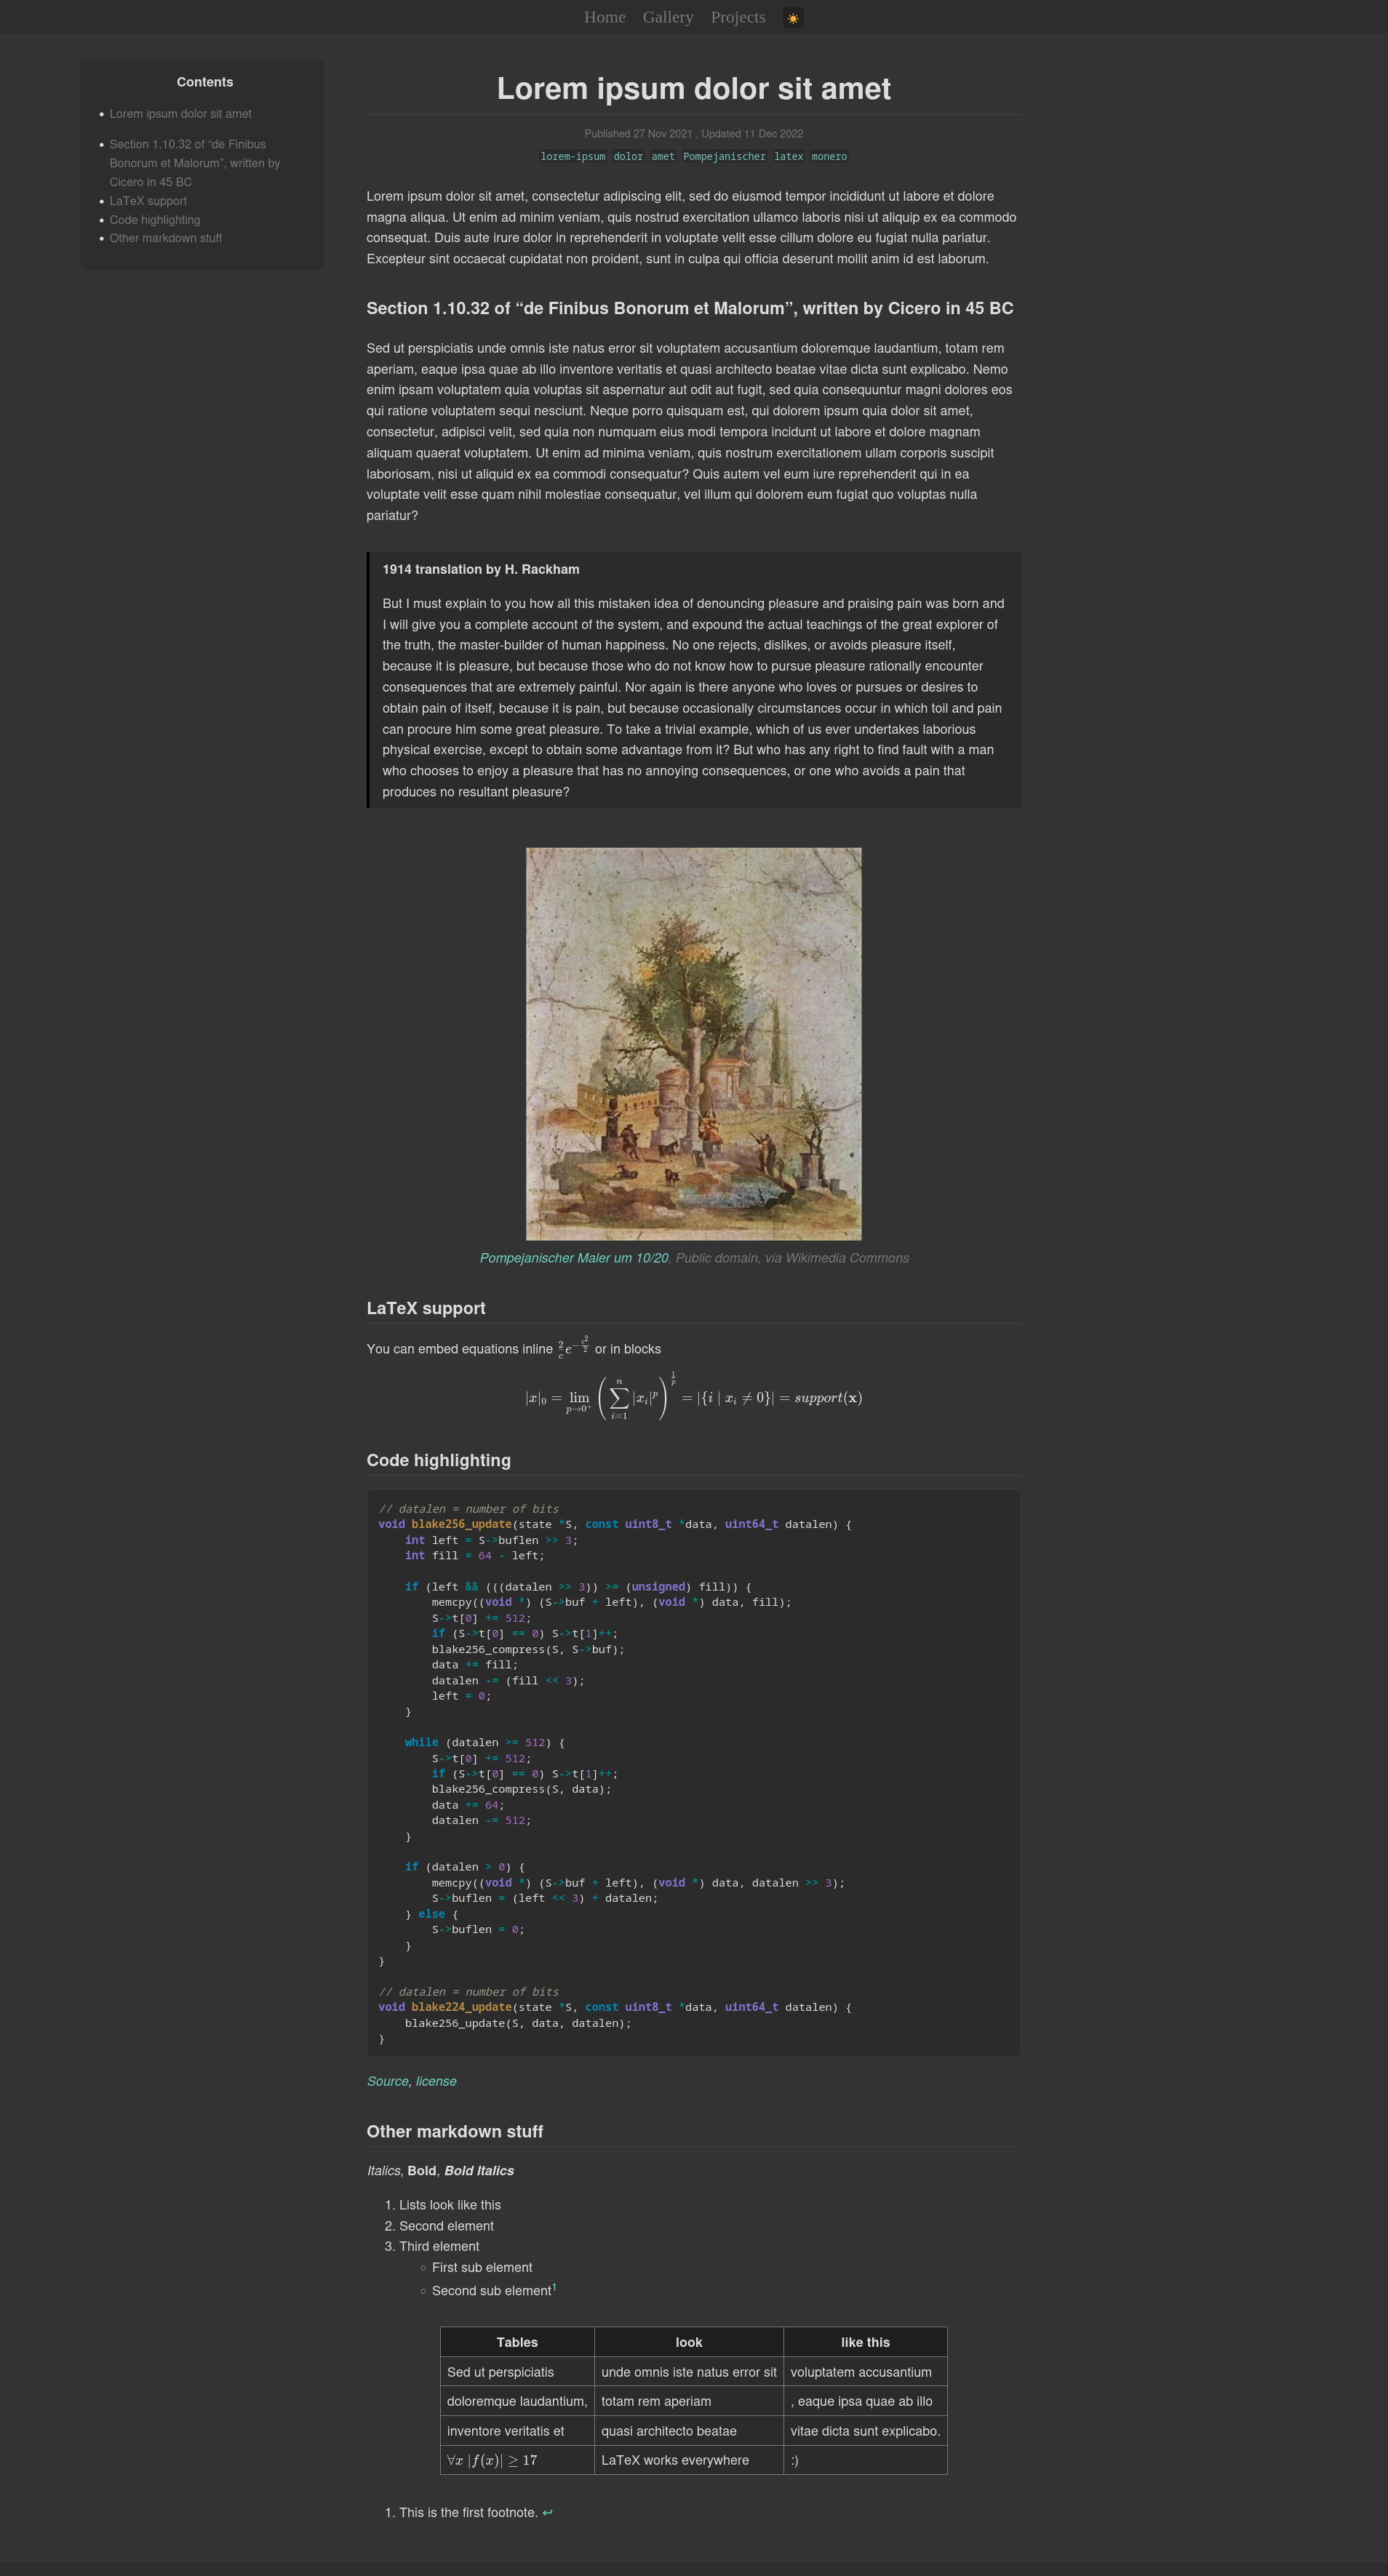 Home Gallery Projects
Contents
• Lorem ipsum dolor sit amet
• Section 1.10.32 of “de Finibus
Bonorum et Malorum”, written by
Cicero in 45 BC
• LaTeX support
• Code highlighting
• Other markdown stuff
Lorem ipsum dolor sit amet
Published 27 Nov 2021 , Updated 11 Dec 2022
lorem-ipsum dolor amet Pompejanischer latex monero
Lorem ipsum dolor sit amet, consectetur adipiscing elit, sed do eiusmod tempor incididunt ut labore et dolore
magna aliqua. Ut enim ad minim veniam, quis nostrud exercitation ullamco laboris nisi ut aliquip ex ea commodo
consequat. Duis aute irure dolor in reprehenderit in voluptate velit esse cillum dolore eu fugiat nulla pariatur.
Excepteur sint occaecat cupidatat non proident, sunt in culpa qui officia deserunt mollit anim id est laborum.
Section 1.10.32 of “de Finibus Bonorum et Malorum”, written by Cicero in 45 BC
Sed ut perspiciatis unde omnis iste natus error sit voluptatem accusantium doloremque laudantium, totam rem
aperiam, eaque ipsa quae ab illo inventore veritatis et quasi architecto beatae vitae dicta sunt explicabo. Nemo
enim ipsam voluptatem quia voluptas sit aspernatur aut odit aut fugit, sed quia consequuntur magni dolores eos
qui ratione voluptatem sequi nesciunt. Neque porro quisquam est, qui dolorem ipsum quia dolor sit amet,
consectetur, adipisci velit, sed quia non numquam eius modi tempora incidunt ut labore et dolore magnam
aliquam quaerat voluptatem. Ut enim ad minima veniam, quis nostrum exercitationem ullam corporis suscipit
laboriosam, nisi ut aliquid ex ea commodi consequatur? Quis autem vel eum iure reprehenderit qui in ea
voluptate velit esse quam nihil molestiae consequatur, vel illum qui dolorem eum fugiat quo voluptas nulla
pariatur?
1914 translation by H. Rackham
But I must explain to you how all this mistaken idea of denouncing pleasure and praising pain was born and
I will give you a complete account of the system, and expound the actual teachings of the great explorer of
the truth, the master-builder of human happiness. No one rejects, dislikes, or avoids pleasure itself,
because it is pleasure, but because those who do not know how to pursue pleasure rationally encounter
consequences that are extremely painful. Nor again is there anyone who loves or pursues or desires to
obtain pain of itself, because it is pain, but because occasionally circumstances occur in which toil and pain
can procure him some great pleasure. To take a trivial example, which of us ever undertakes laborious
physical exercise, except to obtain some advantage from it? But who has any right to find fault with a man
who chooses to enjoy a pleasure that has no annoying consequences, or one who avoids a pain that
produces no resultant pleasure?
Pompejanischer Maler um 10/20, Public domain, via Wikimedia Commons
LaTeX support
You can embed equations inline $\frac{2}{c}e^{-\frac{c^2}{2}}$ or in blocks
$|x|_0 = \lim_{p \to 0^+} \left( \sum_{i=1}^{n} |x_i|^p \right)^{\frac{1}{p}} = |\{i \mid x_i \neq 0\}| = support(\mathbf{x})$
Code highlighting
// datalen = number of bits
void blake256_update(state *S, const uint8_t *data, uint64_t datalen) {
    int left = S->buflen >> 3;
    int fill = 64 - left;

    if (left && (((datalen >> 3)) >= (unsigned) fill)) {
        memcpy((void *) (S->buf + left), (void *) data, fill);
        S->t[0] += 512;
        if (S->t[0] == 0) S->t[1]++;
        blake256_compress(S, S->buf);
        data += fill;
        datalen -= (fill << 3);
        left = 0;
    }

    while (datalen >= 512) {
        S->t[0] += 512;
        if (S->t[0] == 0) S->t[1]++;
        blake256_compress(S, data);
        data += 64;
        datalen -= 512;
    }

    if (datalen > 0) {
        memcpy((void *) (S->buf + left), (void *) data, datalen >> 3);
        S->buflen = (left << 3) + datalen;
    } else {
        S->buflen = 0;
    }
}

// datalen = number of bits
void blake224_update(state *S, const uint8_t *data, uint64_t datalen) {
    blake256_update(S, data, datalen);
}
Source, license
Other markdown stuff
Italics, Bold, Bold Italics
1. Lists look like this
2. Second element
3. Third element
◦ First sub element
◦ Second sub element¹
Tables look like this
Sed ut perspiciatis unde omnis iste natus error sit voluptatem accusantium
doloremque laudantium, totam rem aperiam , eaque ipsa quae ab illo
inventore veritatis et quasi architecto beatae vitae dicta sunt explicabo.
∀x |f(x)| ≥ 17 LaTeX works everywhere :)
1. This is the first footnote. ↩